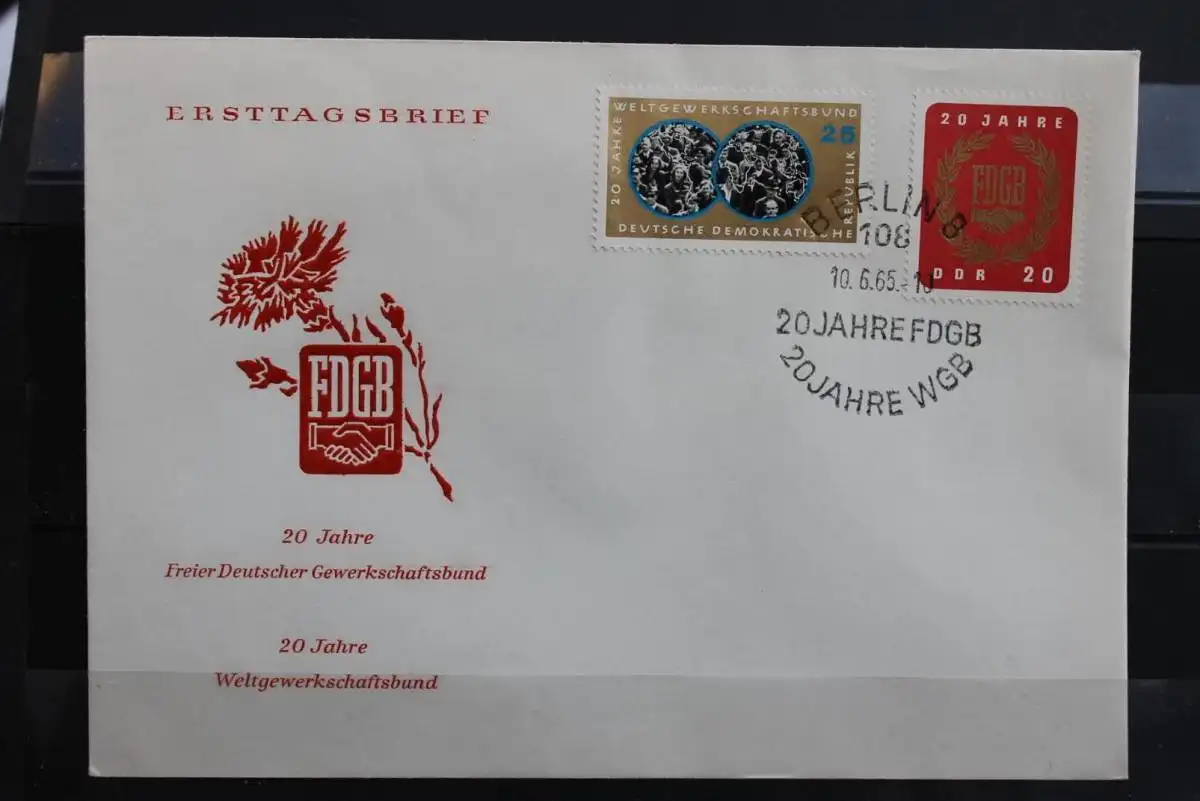 ERSTTAGSBRIEF
20 JAHRE
WELTGEWERKSCHAFTSBUND
25
DEUTSCHE DEMOKRATISCHE
REPUBLIK
20 JAHRE
FDGB
DDR 20
BERLIN 8
108
10.6.65.-10
20 JAHRE FDGB
20 JAHRE WGB
FDGB
20 Jahre
Freier Deutscher Gewerkschaftsbund
20 Jahre
Weltgewerkschaftsbund